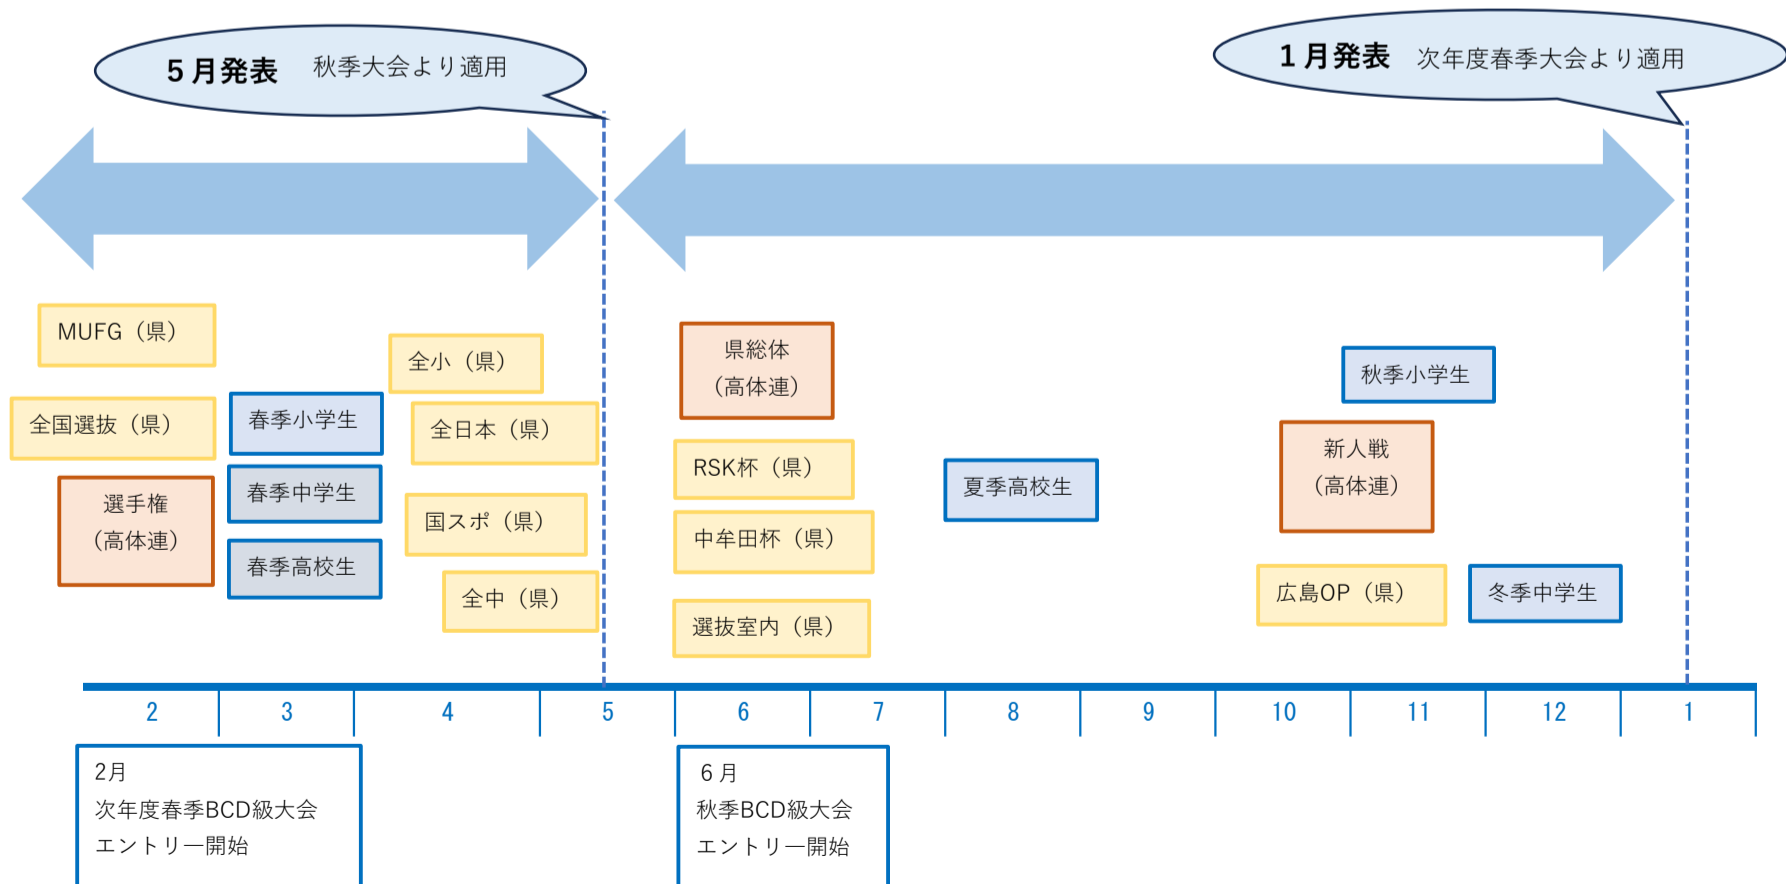 5月発表 秋季大会より適用
1月発表 次年度春季大会より適用
MUFG（県）
全国選抜（県）
選手権
（高体連）
春季小学生
春季中学生
春季高校生
全小（県）
全日本（県）
国スポ（県）
全中（県）
県総体
（高体連）
RSK杯（県）
中牟田杯（県）
選抜室内（県）
夏季高校生
秋季小学生
新人戦
（高体連）
広島OP（県）
冬季中学生
2 3 4 5 6 7 8 9 10 11 12 1
2月
次年度春季BCD級大会
エントリー開始
6月
秋季BCD級大会
エントリー開始